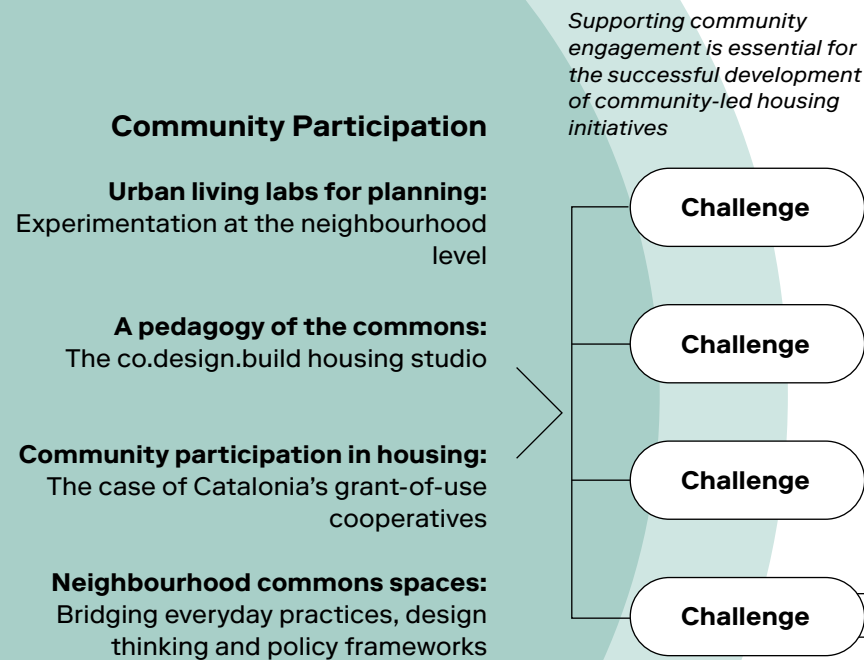 Supporting community
engagement is essential for
the successful development
of community-led housing
initiatives
Community Participation
Urban living labs for planning:
Experimentation at the neighbourhood
level
Challenge
A pedagogy of the commons:
The co.design.build housing studio
Challenge
Community participation in housing:
The case of Catalonia’s grant-of-use
cooperatives
Challenge
Neighbourhood commons spaces:
Bridging everyday practices, design
thinking and policy frameworks
Challenge